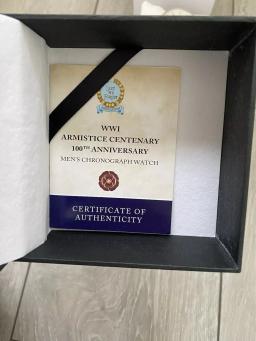 WWI
ARMISTICE CENTENARY
100TH ANNIVERSARY
MEN'S CHRONOGRAPH WATCH
CERTIFICATE OF
AUTHENTICITY